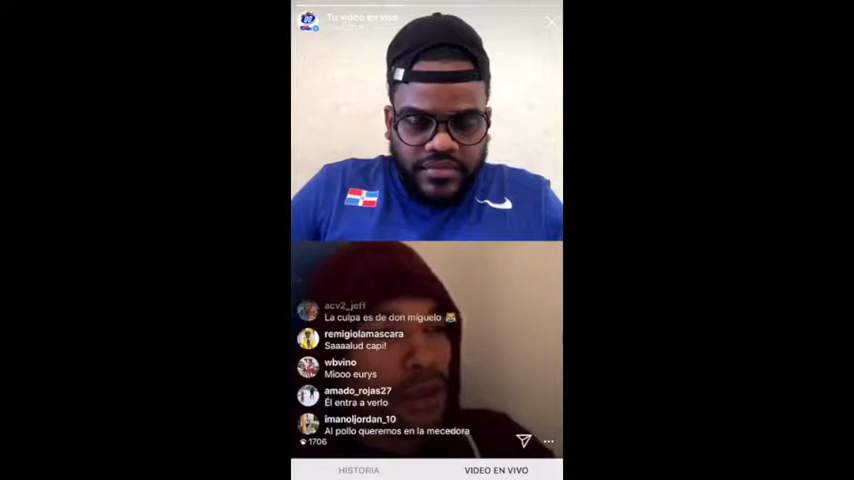 Tu video en vivo
acv2_jeff
La culpa es de don miguelo
remigiolamascara
Saaaalud capi!
wbvino
Miooo eurys
amado_rojas27
Él entra a verlo
imanoljordan_10
Al pollo queremos en la mecedora
1706
HISTORIA
VIDEO EN VIVO